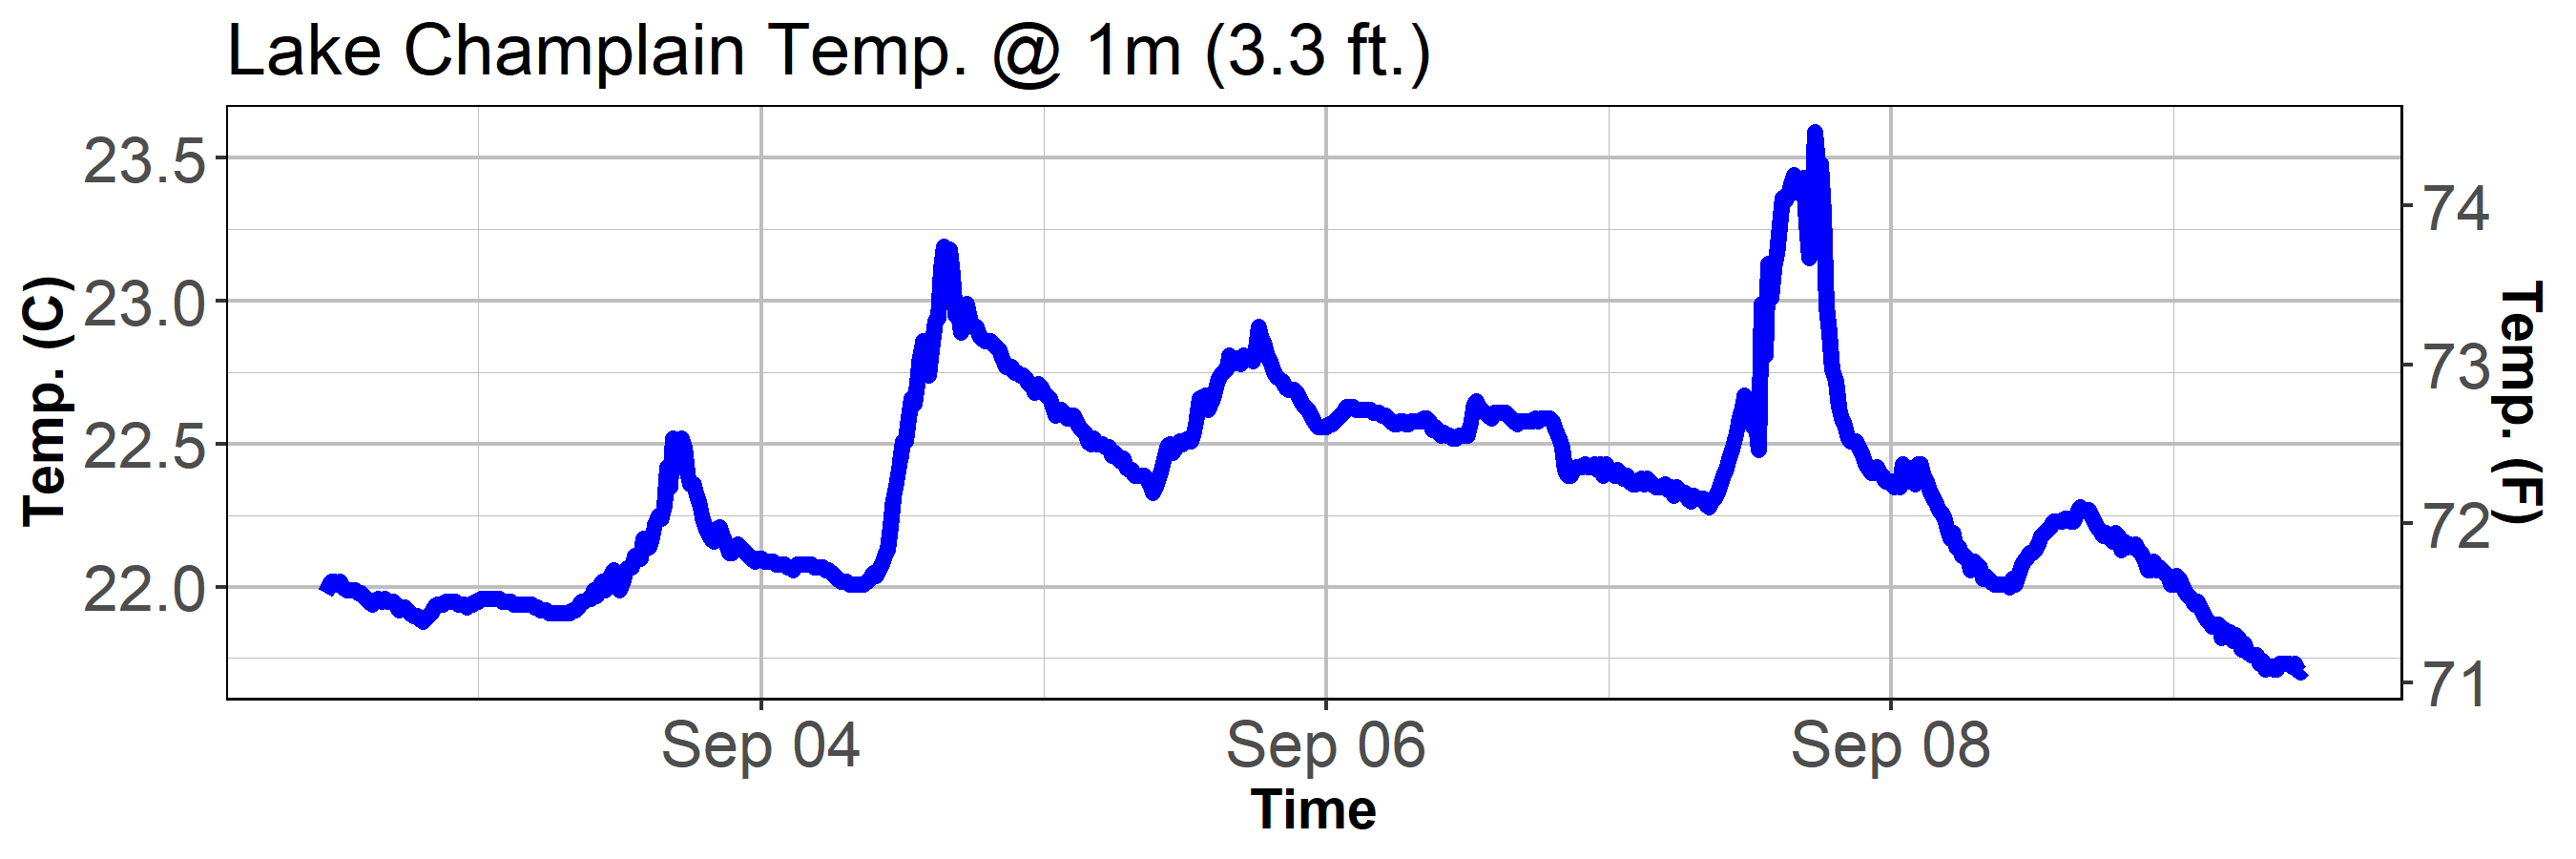 Lake Champlain Temp. @ 1m (3.3 ft.)
Temp. (C)
23.5
23.0
22.5
22.0
74
73
72
71
Temp. (F)
Sep 04
Sep 06
Sep 08
Time